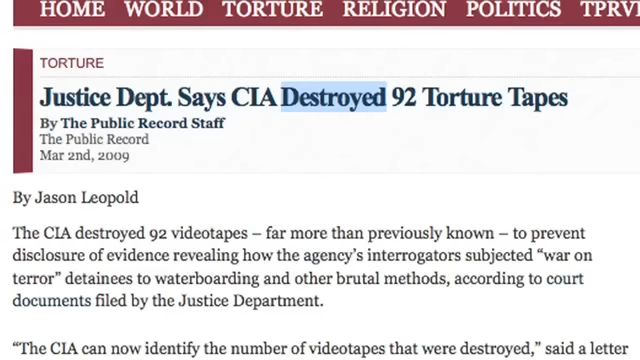 HOME WORLD TORTURE RELIGION POLITICS TPRV
TORTURE
Justice Dept. Says CIA Destroyed 92 Torture Tapes
By The Public Record Staff
The Public Record
Mar 2nd, 2009
By Jason Leopold
The CIA destroyed 92 videotapes – far more than previously known – to prevent
disclosure of evidence revealing how the agency’s interrogators subjected “war on
terror” detainees to waterboarding and other brutal methods, according to court
documents filed by the Justice Department.
“The CIA can now identify the number of videotapes that were destroyed,” said a letter